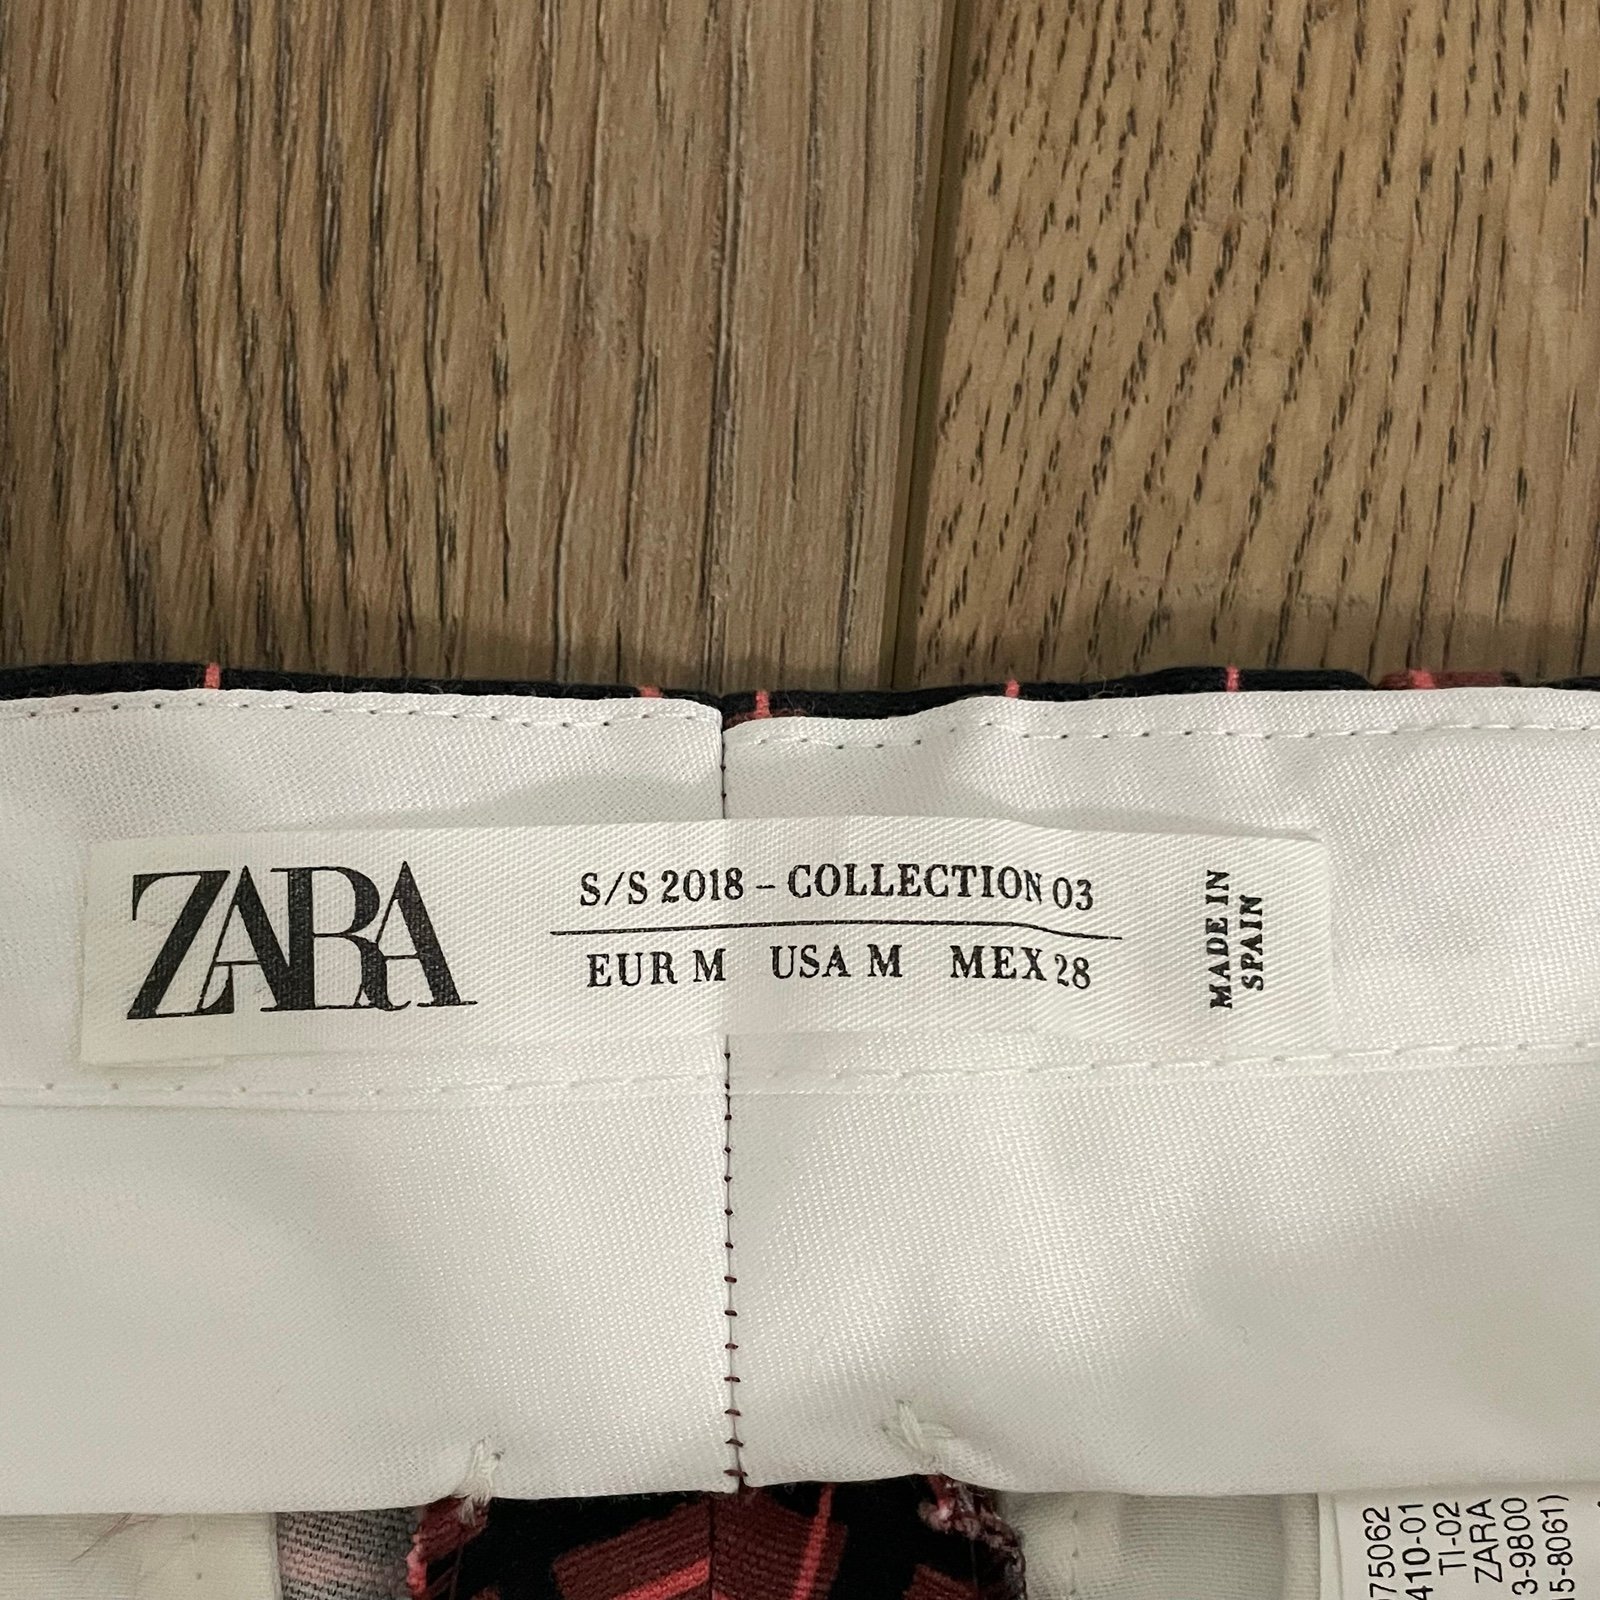 ZARA
S/S 2018 – COLLECTION 03
EUR M USA M MEX 28
MADE IN
SPAIN
75062
410-01
TI-02
ZARA
3-9800
15-8061)